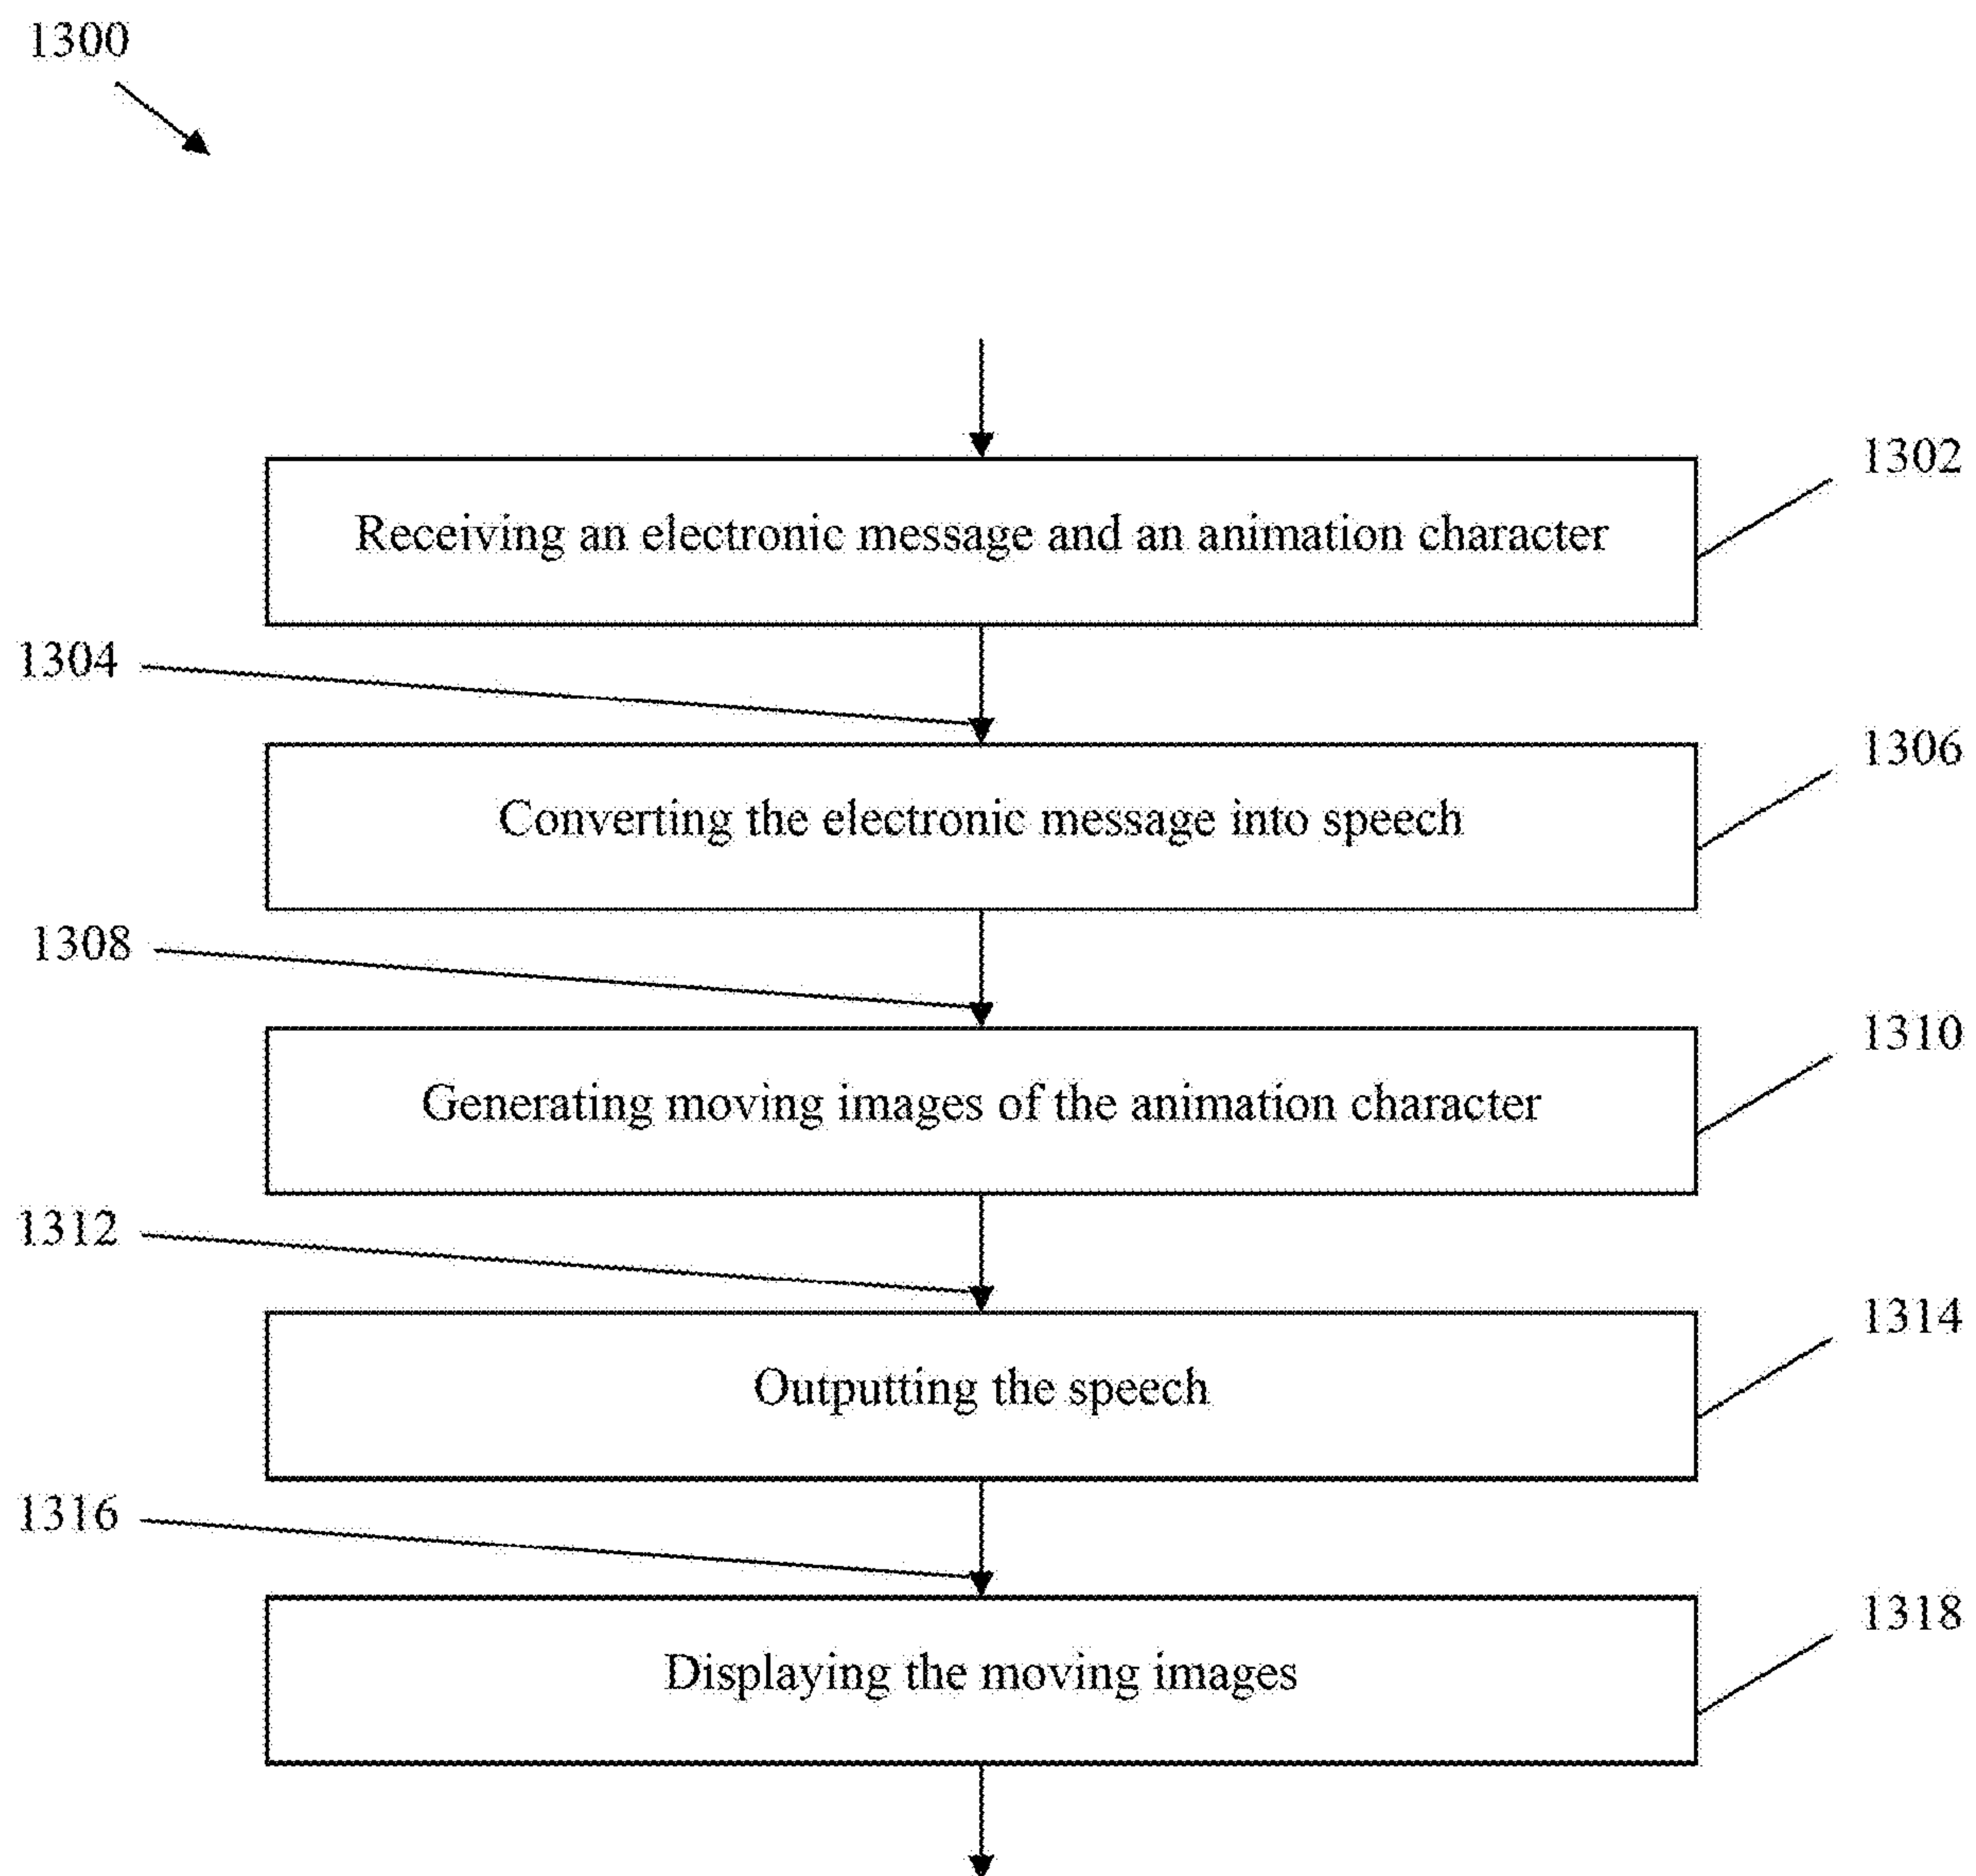 1300
1302
Receiving an electronic message and an animation character
1304
1306
Converting the electronic message into speech
1308
1310
Generating moving images of the animation character
1312
1314
Outputting the speech
1316
1318
Displaying the moving images